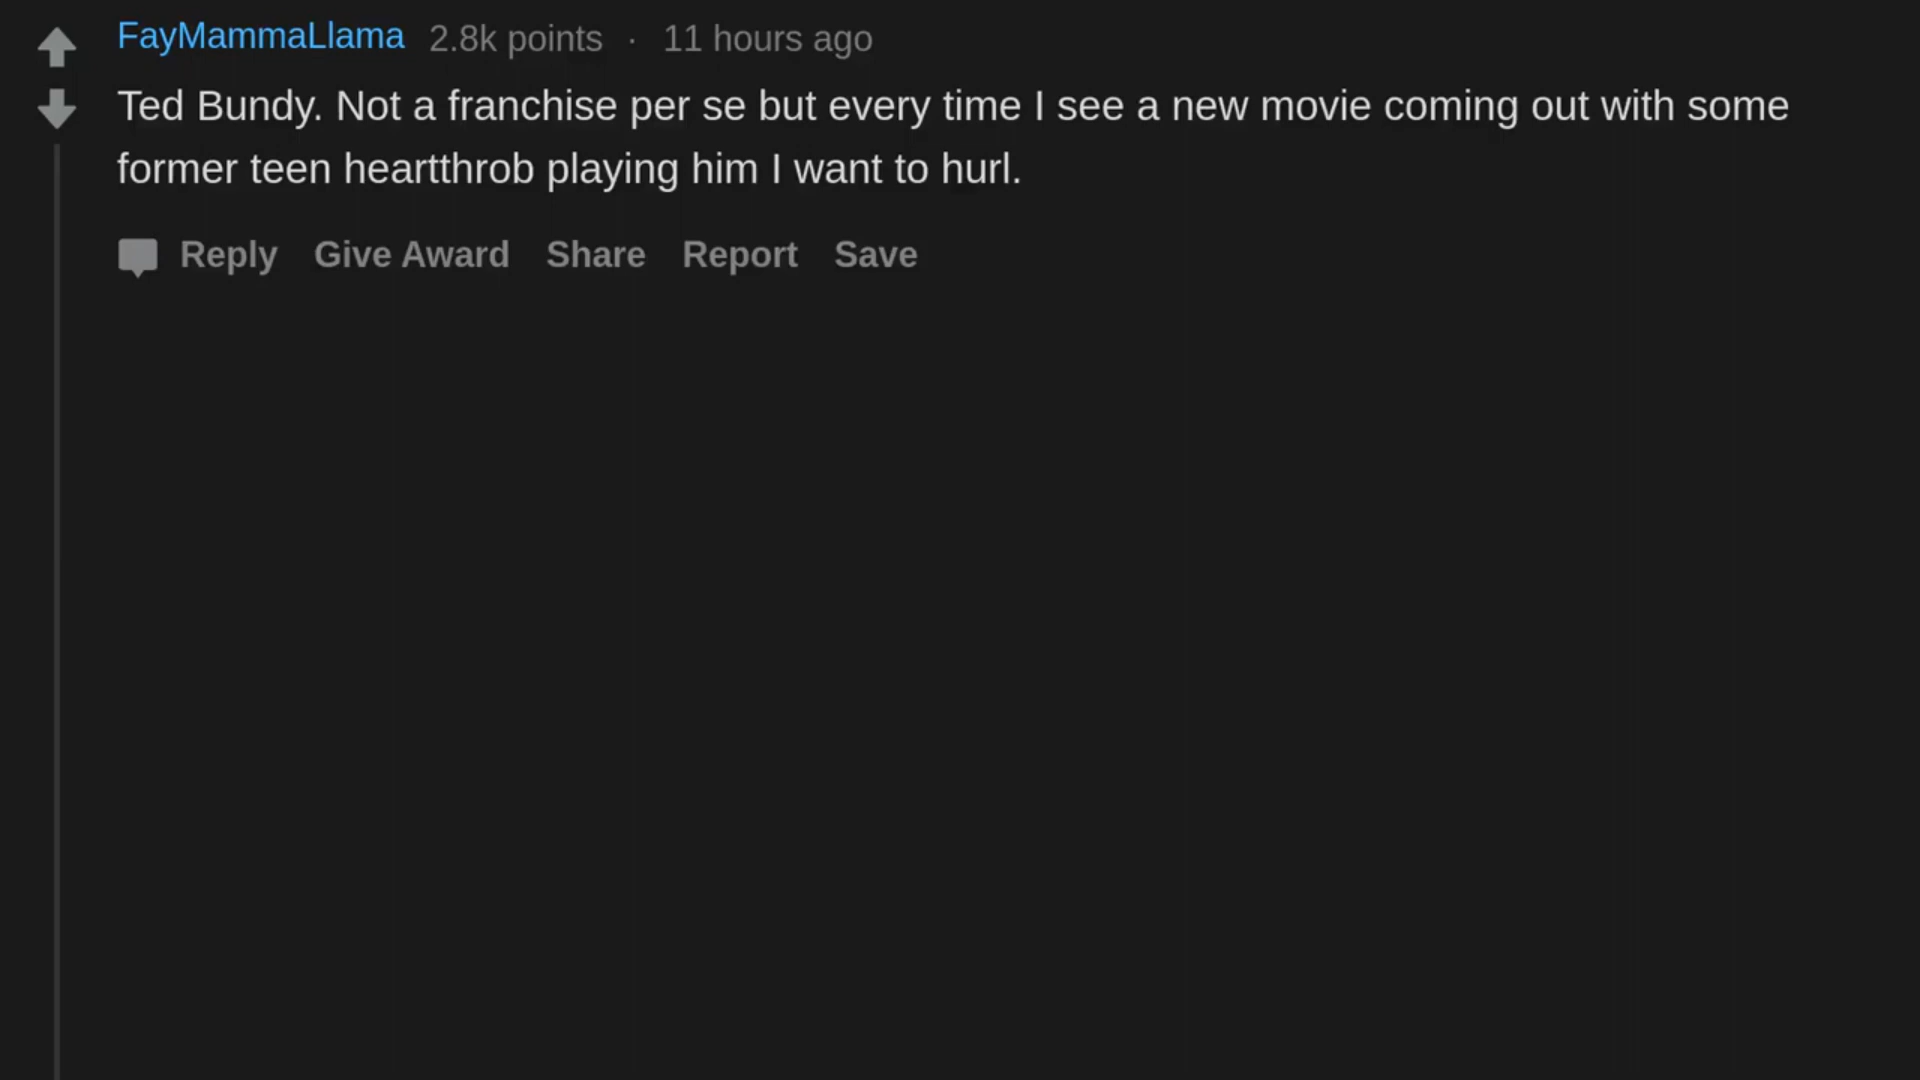 FayMammaLlama 2.8k points · 11 hours ago
Ted Bundy. Not a franchise per se but every time I see a new movie coming out with some
former teen heartthrob playing him I want to hurl.
Reply Give Award Share Report Save